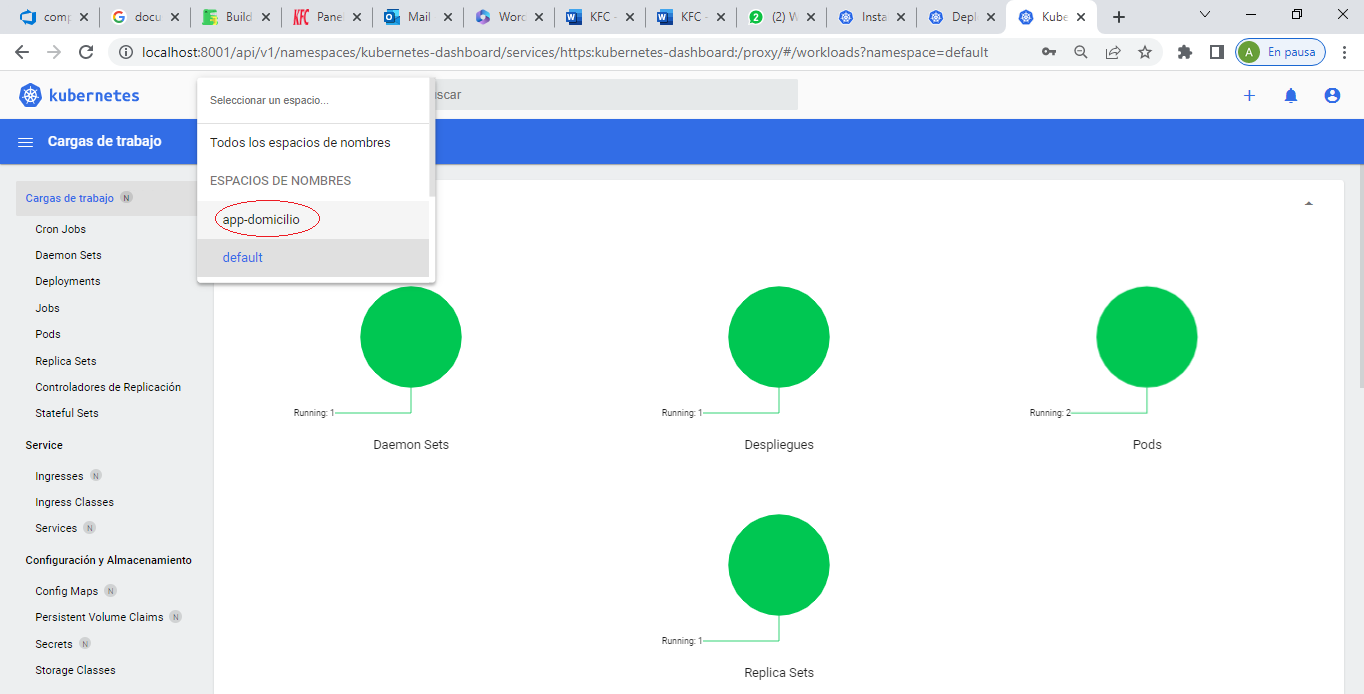 comp
docu
Build
KFC Pane
Mail
Worc
KFC -
KFC -
2 (2) W
Insta
Depl
Kube
localhost:8001/api/v1/namespaces/kubernetes-dashboard/services/https:kubernetes-dashboard:/proxy/#/workloads?namespace=default
A En pausa
kubernetes
Seleccionar un espacio...
scar
Cargas de trabajo
Todos los espacios de nombres
ESPACIOS DE NOMBRES
app-domicilio
default
Cargas de trabajo N
Cron Jobs
Daemon Sets
Deployments
Jobs
Pods
Replica Sets
Controladores de Replicación
Stateful Sets
Service
Ingresses N
Ingress Classes
Services N
Configuración y Almacenamiento
Config Maps N
Persistent Volume Claims N
Secrets N
Storage Classes
Running: 1
Daemon Sets
Running: 1
Despliegues
Running: 2
Pods
Running: 1
Replica Sets